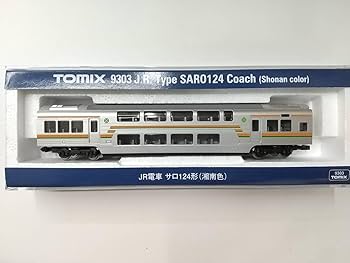 TOMIX 9303 J.R. Type SARO124 Coach (Shonan color)
JR電車 サロ124形(湘南色)
9303
TOMIX